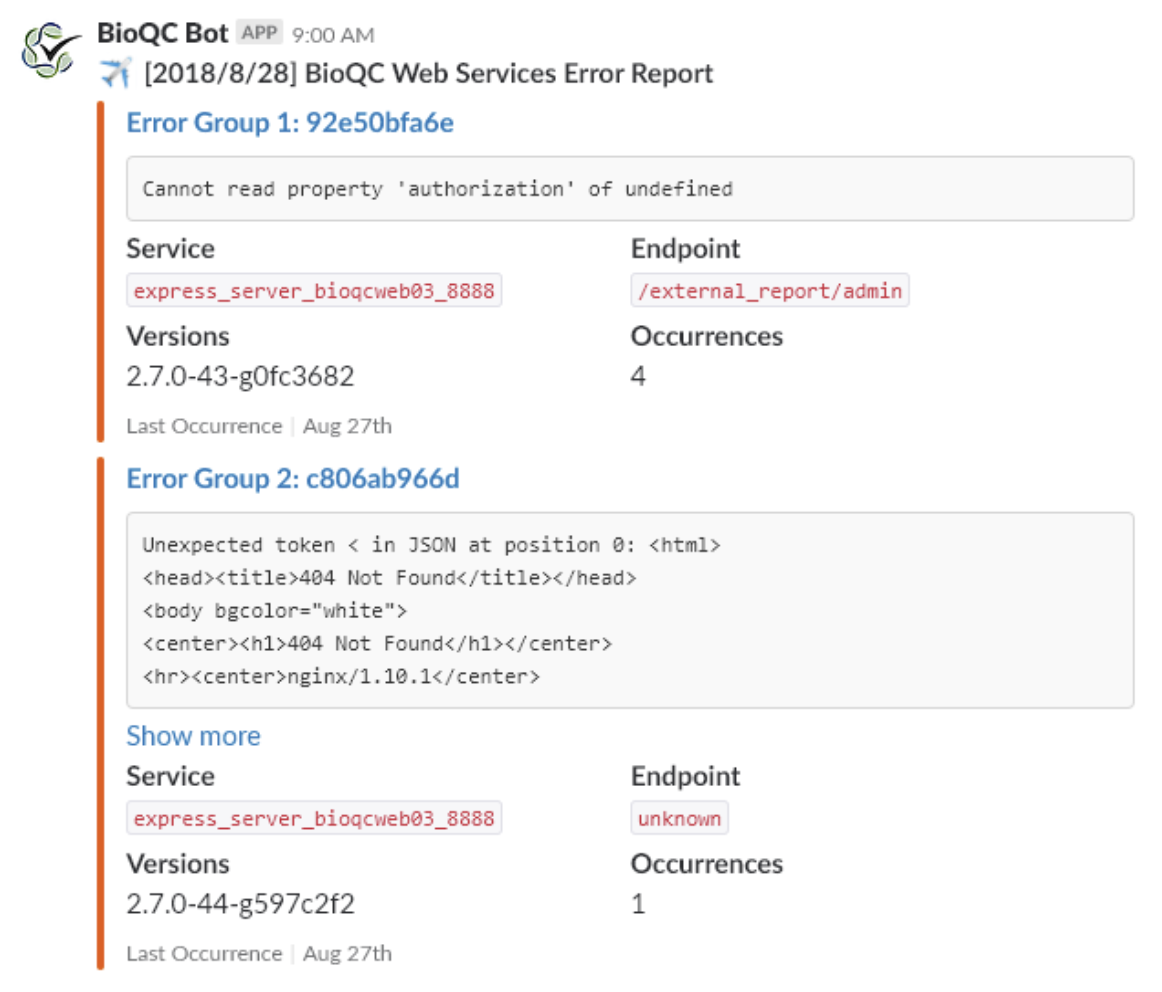 BioQC Bot APP 9:00 AM
[2018/8/28] BioQC Web Services Error Report
Error Group 1: 92e50bfa6e
Cannot read property 'authorization' of undefined
Service Endpoint
express_server_bioqcweb03_8888 /external_report/admin
Versions Occurrences
2.7.0-43-g0fc3682 4
Last Occurrence | Aug 27th
Error Group 2: c806ab966d
Unexpected token < in JSON at position 0: <html>
<head><title>404 Not Found</title></head>
<body bgcolor="white">
<center><h1>404 Not Found</h1></center>
<hr><center>nginx/1.10.1</center>
Show more
Service Endpoint
express_server_bioqcweb03_8888 unknown
Versions Occurrences
2.7.0-44-g597c2f2 1
Last Occurrence | Aug 27th